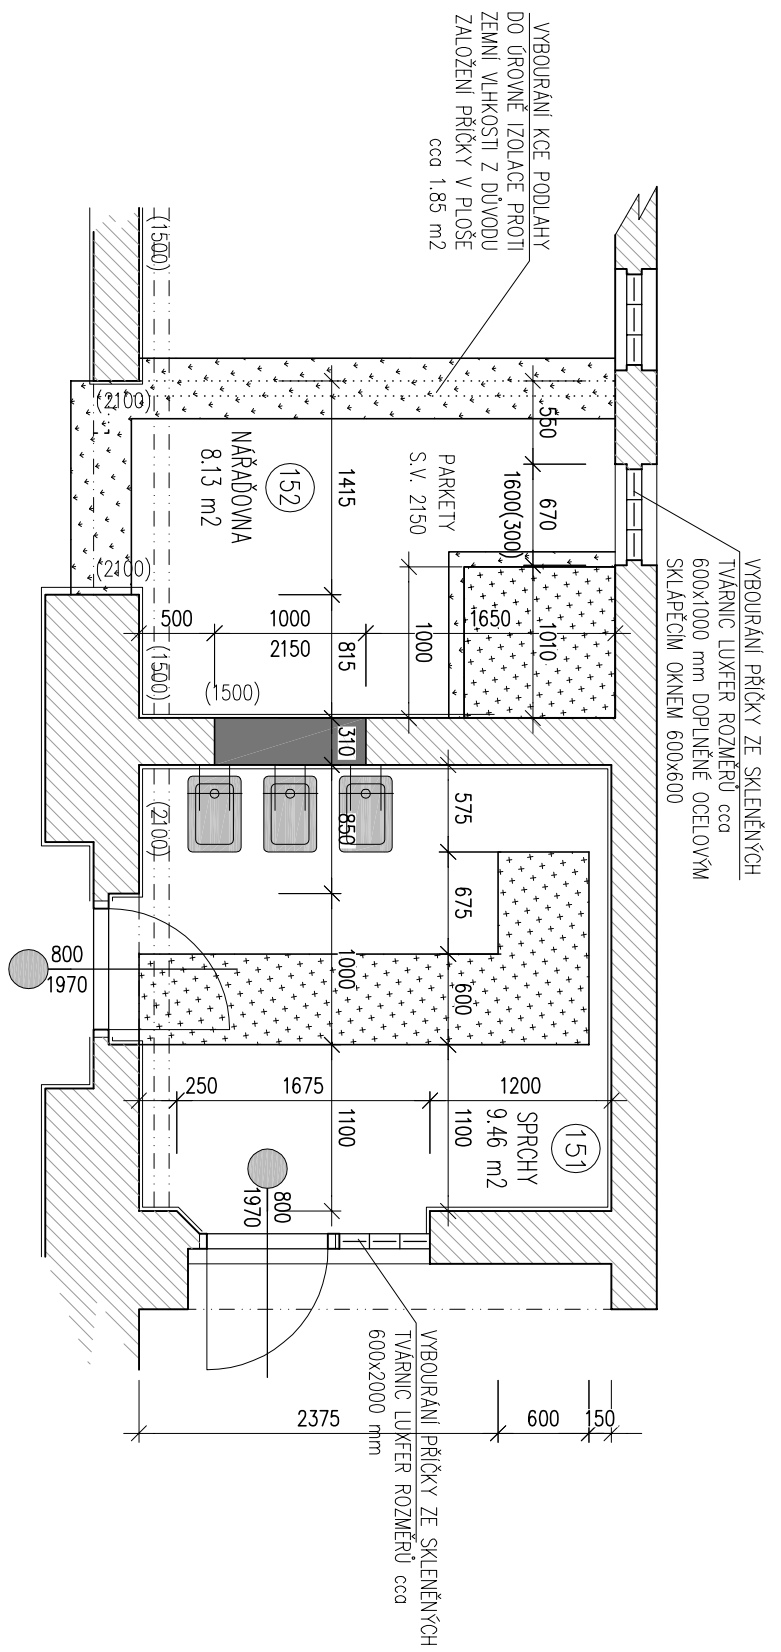 VYBOURÁNÍ KCE PODLAHY
DO ÚROVNĚ IZOLACE PROTI
ZEMNÍ VLHKOSTI Z DŮVODU
ZALOŽENÍ PŘÍČKY V PLOŠE
cca 1.85 m2
VYBOURÁNÍ PŘÍČKY ZE SKLENĚNÝCH
TVÁRNIC LUXFER ROZMĚRŮ cca
600x1000 mm DOPLNĚNÉ OCELOVÝM
SKLÁPĚCÍM OKNEM 600x600
VYBOURÁNÍ PŘÍČKY ZE SKLENĚNÝCH
TVÁRNIC LUXFER ROZMĚRŮ cca
600x2000 mm
152
NÁŘAĎOVNA
8.13 m2
PARKETY
S.V. 2150
151
SPRCHY
9.46 m2
550
670
1600(300)
1010
1415
815
310
850
1000
1100
1000
575
675
600
1100
500
1000
2150
1650
250
1675
1200
2375
600
150
(1500)
(2100)
(2100)
(1500)
(1500)
(2100)
800
1970
800
1970